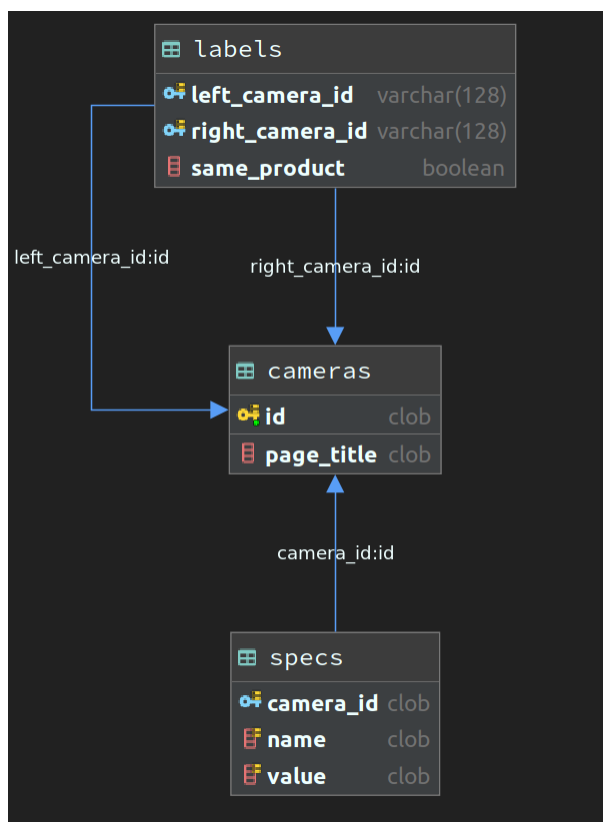 labels
left_camera_id varchar(128)
right_camera_id varchar(128)
same_product boolean
left_camera_id:id
right_camera_id:id
cameras
id clob
page_title clob
camera_id:id
specs
camera_id clob
name clob
value clob